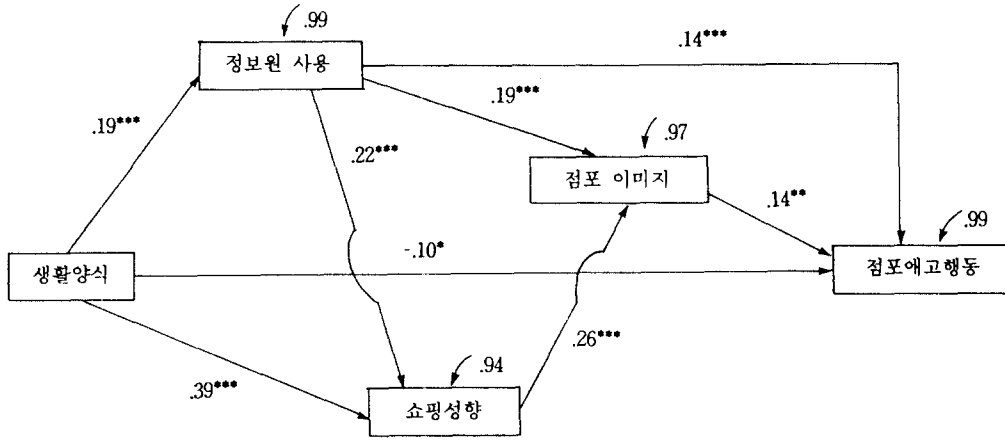 .99
정보원 사용
.14***
.19***
.19***
.97
.22***
점포 이미지
.14**
.99
-.10*
생활양식
점포애고행동
.26***
.94
.39***
쇼핑성향